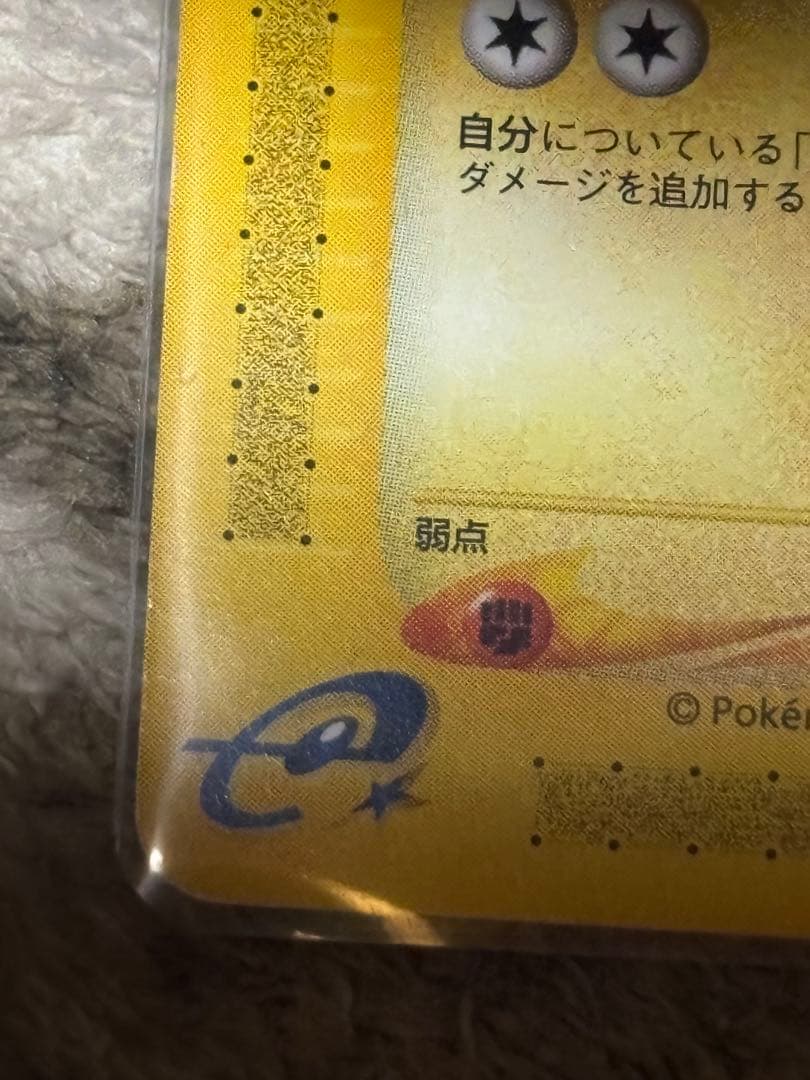 自分についている「
ダメージを追加する
弱点
© Poké